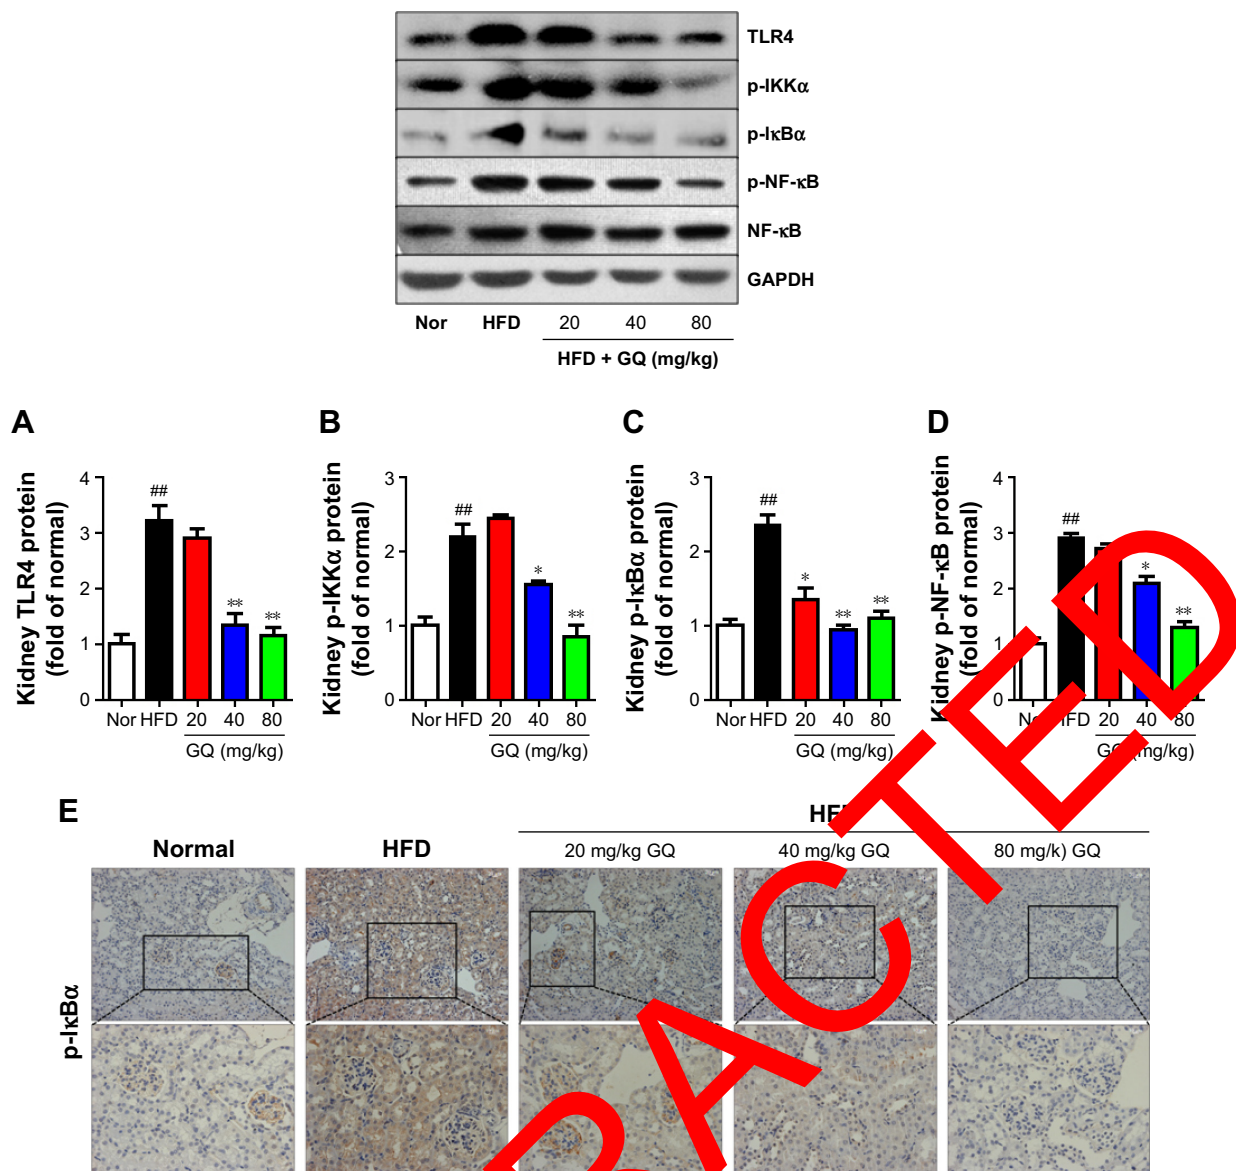 TLR4
p-IKKα
p-IκBα
p-NF-κB
NF-κB
GAPDH
Nor HFD 20 40 80
HFD + GQ (mg/kg)
A
Kidney TLR4 protein
(fold of normal)
4
3
2
1
0
##
**
**
Nor HFD 20 40 80
GQ (mg/kg)
B
Kidney p-IKKα protein
(fold of normal)
3
2
1
0
##
*
**
Nor HFD 20 40 80
GQ (mg/kg)
C
Kidney p-IκBα protein
(fold of normal)
3
2
1
0
##
*
**
**
Nor HFD 20 40 80
GQ (mg/kg)
D
Kidney p-NF-κB protein
(fold of normal)
4
3
2
1
0
##
*
**
20 40 80
(mg/kg)
E
Normal HFD 20 mg/kg GQ 40 mg/kg GQ 80 mg/k) GQ
p-IκBα
RACTED